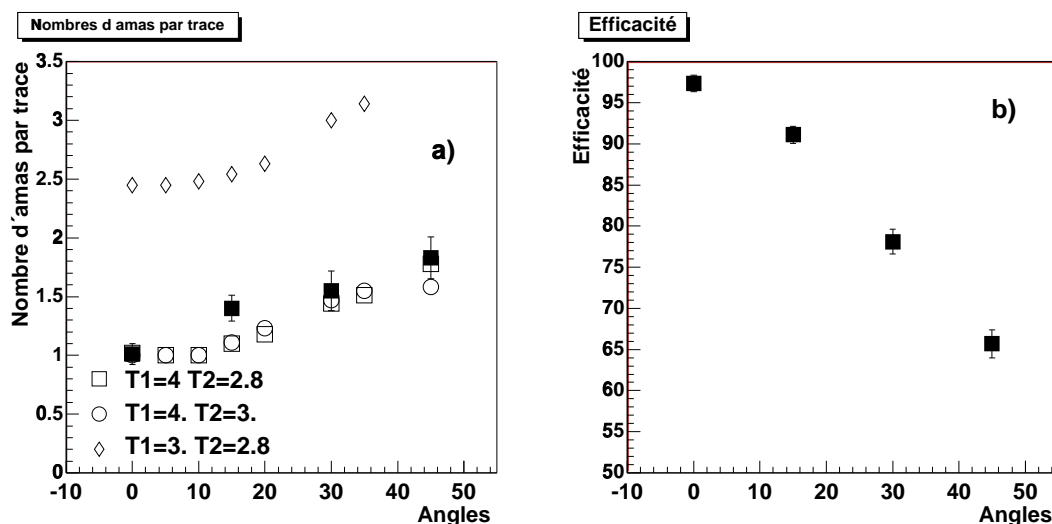 Nombres d amas par trace
Nombre d´amas par trace
3.5
3
2.5
2
1.5
1
0.5
0
a)
T1=4 T2=2.8
T1=4. T2=3.
T1=3. T2=2.8
-10 0 10 20 30 40 50
Angles
Efficacité
Efficacité
100
95
90
85
80
75
70
65
60
55
50
b)
-10 0 10 20 30 40 50
Angles